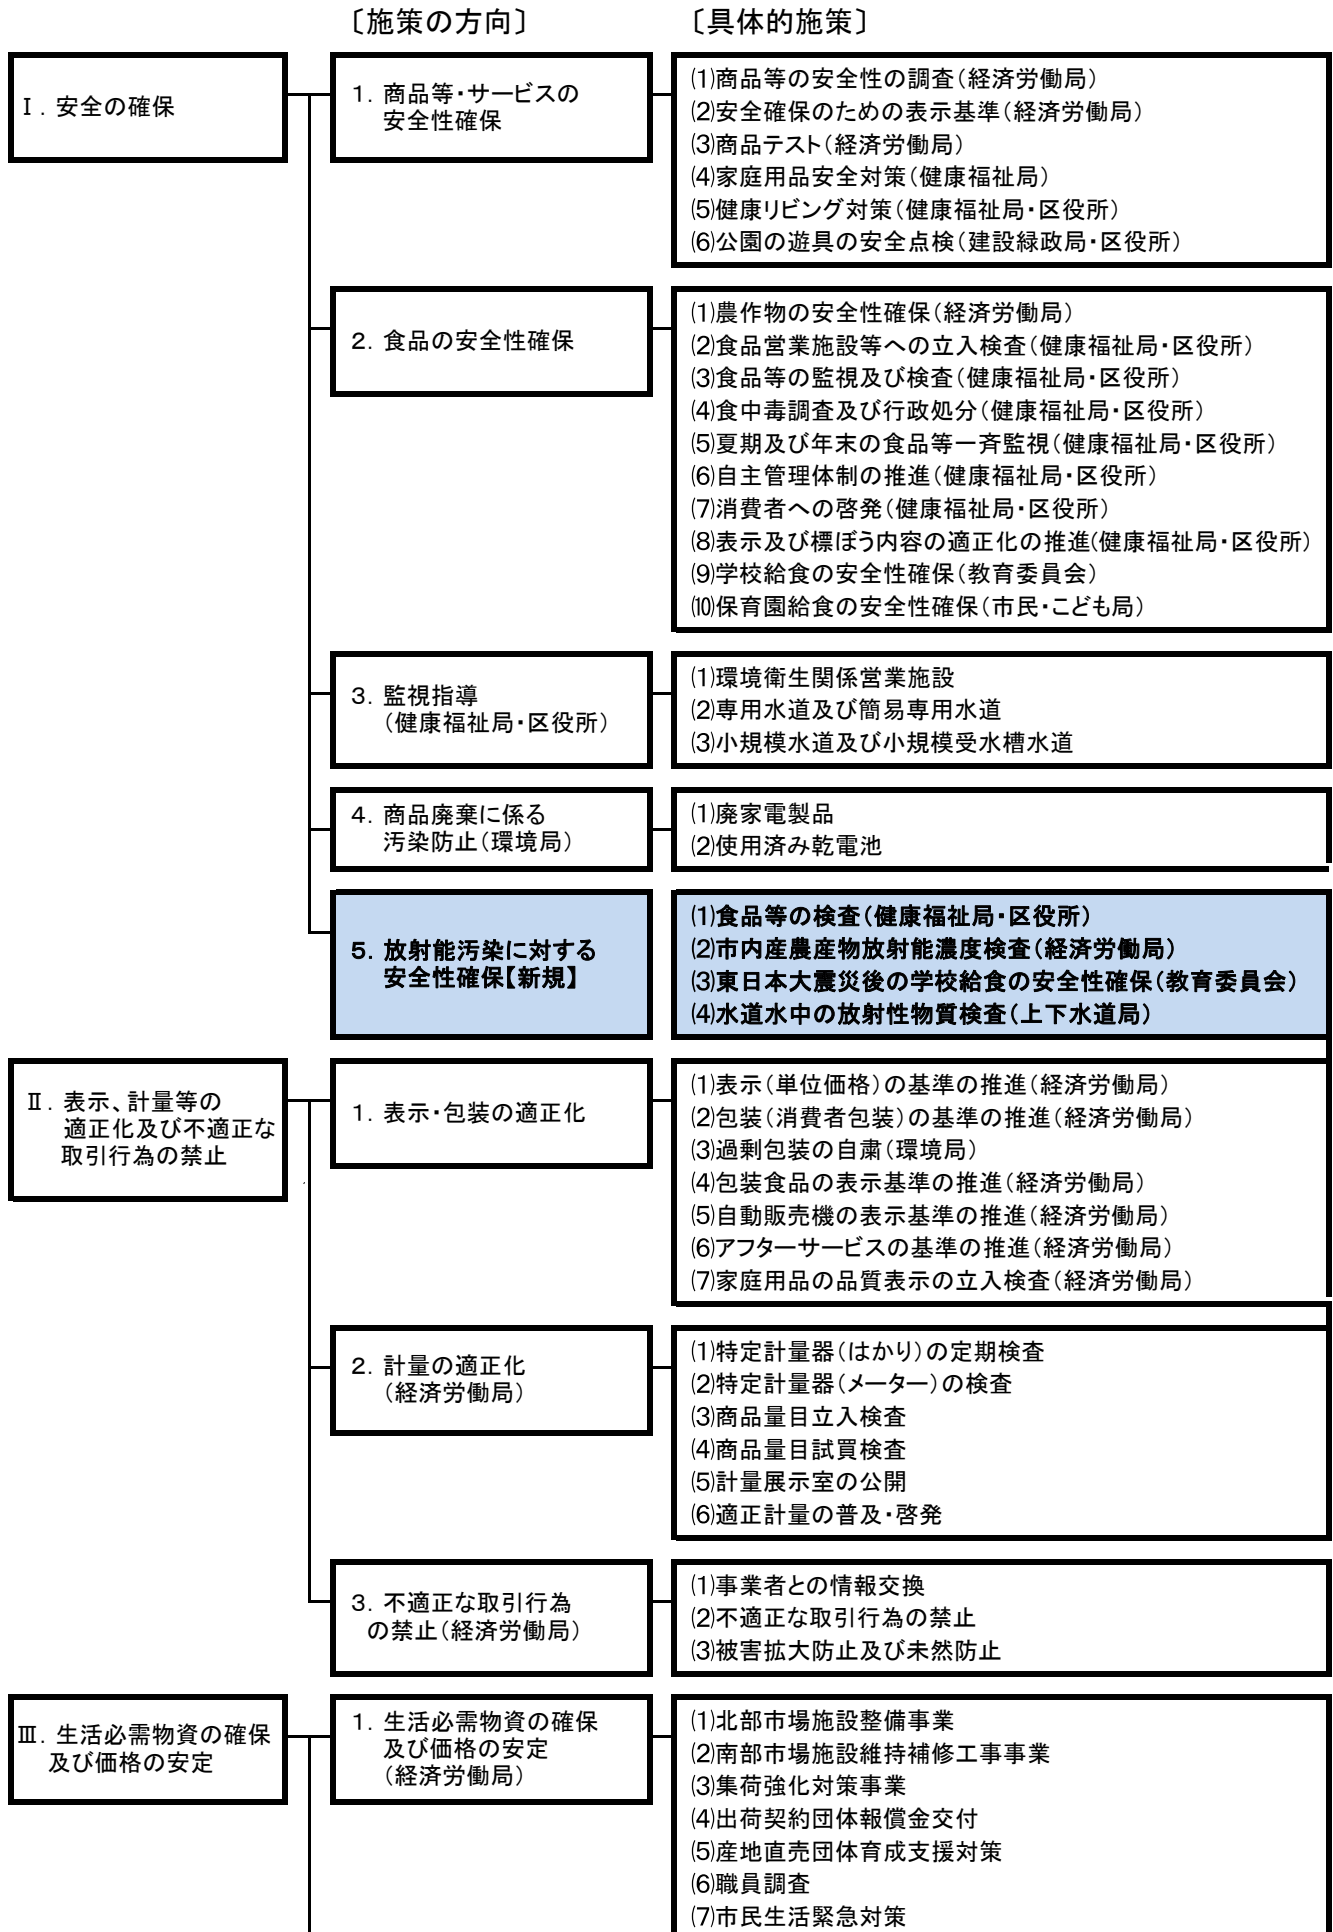 〔施策の方向〕
〔具体的施策〕
Ⅰ．安全の確保
1．商品等・サービスの
安全性確保
⑴商品等の安全性の調査（経済労働局）
⑵安全確保のための表示基準（経済労働局）
⑶商品テスト（経済労働局）
⑷家庭用品安全対策（健康福祉局）
⑸健康リビング対策（健康福祉局・区役所）
⑹公園の遊具の安全点検（建設緑政局・区役所）
2．食品の安全性確保
⑴農作物の安全性確保（経済労働局）
⑵食品営業施設等への立入検査（健康福祉局・区役所）
⑶食品等の監視及び検査（健康福祉局・区役所）
⑷食中毒調査及び行政処分（健康福祉局・区役所）
⑸夏期及び年末の食品等一斉監視（健康福祉局・区役所）
⑹自主管理体制の推進（健康福祉局・区役所）
⑺消費者への啓発（健康福祉局・区役所）
⑻表示及び標ぼう内容の適正化の推進（健康福祉局・区役所）
⑼学校給食の安全性確保（教育委員会）
⑽保育園給食の安全性確保（市民・こども局）
3．監視指導
（健康福祉局・区役所）
⑴環境衛生関係営業施設
⑵専用水道及び簡易専用水道
⑶小規模水道及び小規模受水槽水道
4．商品廃棄に係る
汚染防止（環境局）
⑴廃家電製品
⑵使用済み乾電池
5．放射能汚染に対する
安全性確保【新規】
⑴食品等の検査（健康福祉局・区役所）
⑵市内産農産物放射能濃度検査（経済労働局）
⑶東日本大震災後の学校給食の安全性確保（教育委員会）
⑷水道水中の放射性物質検査（上下水道局）
Ⅱ．表示、計量等の
適正化及び不適正な
取引行為の禁止
1．表示・包装の適正化
⑴表示（単位価格）の基準の推進（経済労働局）
⑵包装（消費者包装）の基準の推進（経済労働局）
⑶過剰包装の自粛（環境局）
⑷包装食品の表示基準の推進（経済労働局）
⑸自動販売機の表示基準の推進（経済労働局）
⑹アフターサービスの基準の推進（経済労働局）
⑺家庭用品の品質表示の立入検査（経済労働局）
2．計量の適正化
（経済労働局）
⑴特定計量器（はかり）の定期検査
⑵特定計量器（メーター）の検査
⑶商品量目立入検査
⑷商品量目試買検査
⑸計量展示室の公開
⑹適正計量の普及・啓発
3．不適正な取引行為
の禁止（経済労働局）
⑴事業者との情報交換
⑵不適正な取引行為の禁止
⑶被害拡大防止及び未然防止
Ⅲ．生活必需物資の確保
及び価格の安定
1．生活必需物資の確保
及び価格の安定
（経済労働局）
⑴北部市場施設整備事業
⑵南部市場施設維持補修工事事業
⑶集荷強化対策事業
⑷出荷契約団体報償金交付
⑸産地直売団体育成支援対策
⑹職員調査
⑺市民生活緊急対策